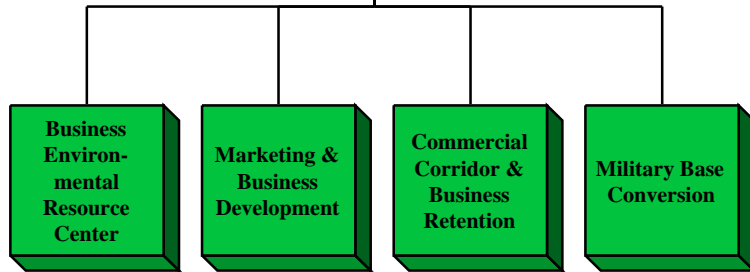 Business
Environ-
mental
Resource
Center
Marketing &
Business
Development
Commercial
Corridor &
Business
Retention
Military Base
Conversion